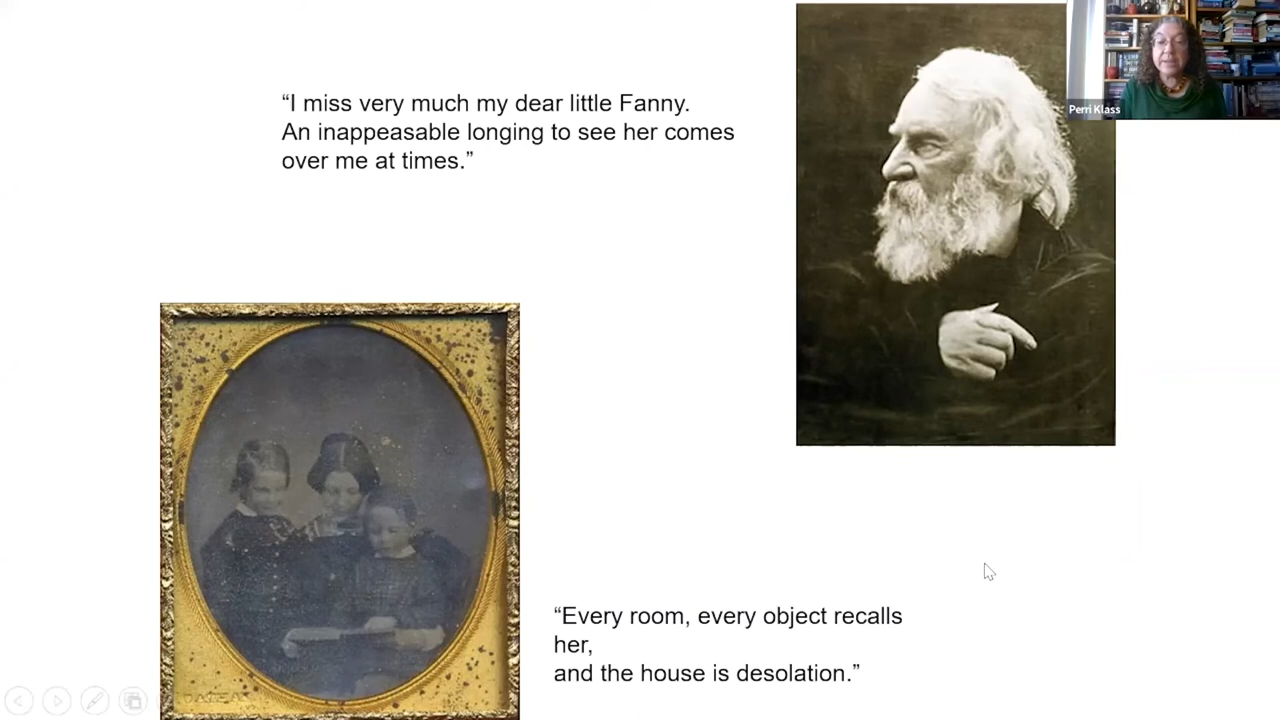 “I miss very much my dear little Fanny.
An inappeasable longing to see her comes
over me at times.”
Perri Klass
“Every room, every object recalls
her,
and the house is desolation.”